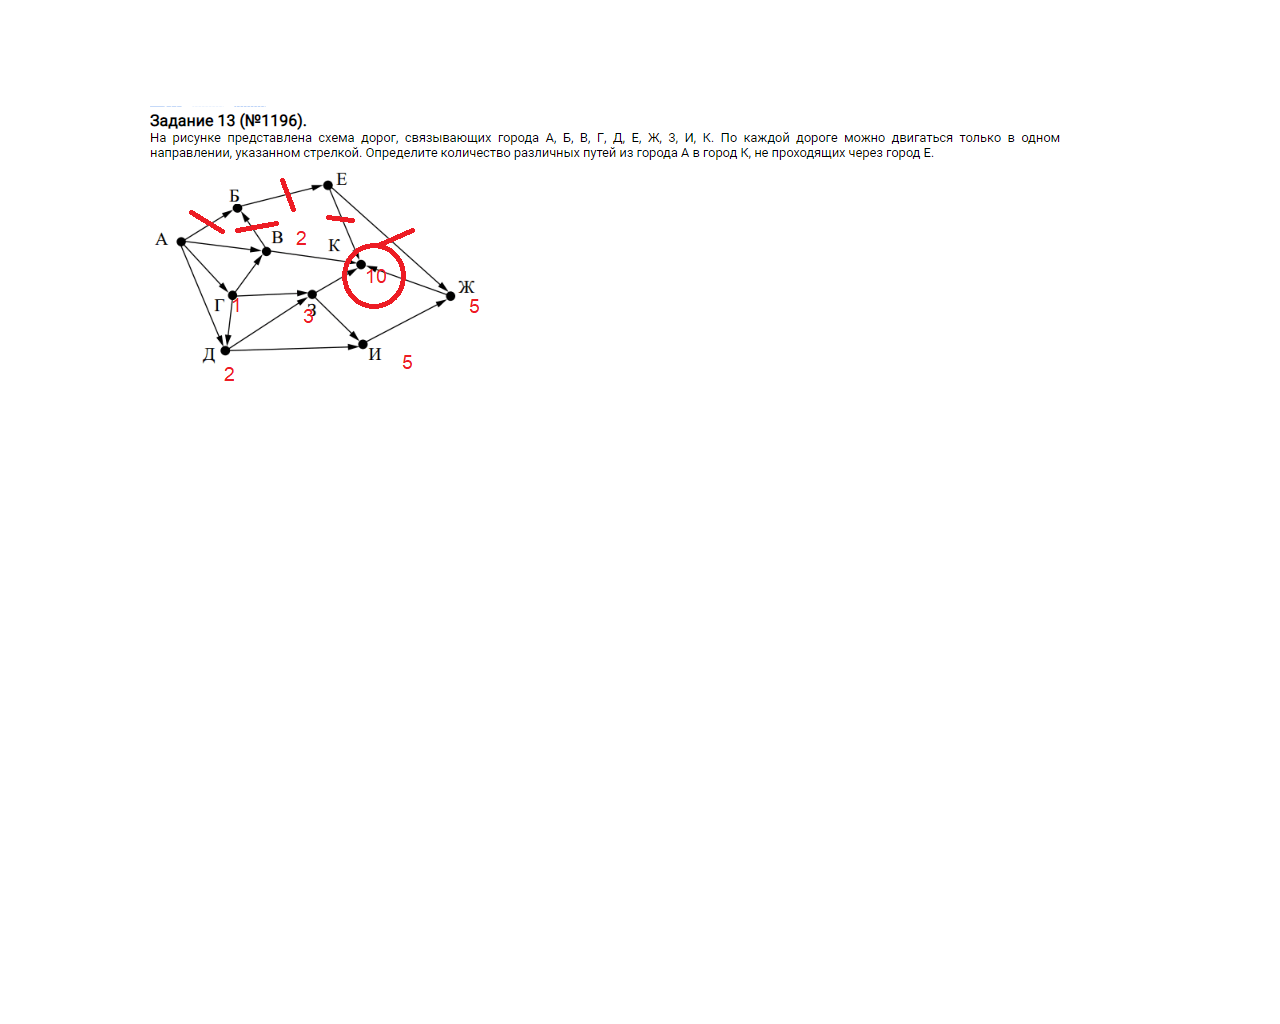 Задание 13 (№1196).
На рисунке представлена схема дорог, связывающих города А, Б, В, Г, Д, Е, Ж, З, И, К. По каждой дороге можно двигаться только в одном
направлении, указанном стрелкой. Определите количество различных путей из города А в город К, не проходящих через город Е.
Е
Б
А
В 2 К
10
Ж
Г 1
З
3
5
Д
И 5
2